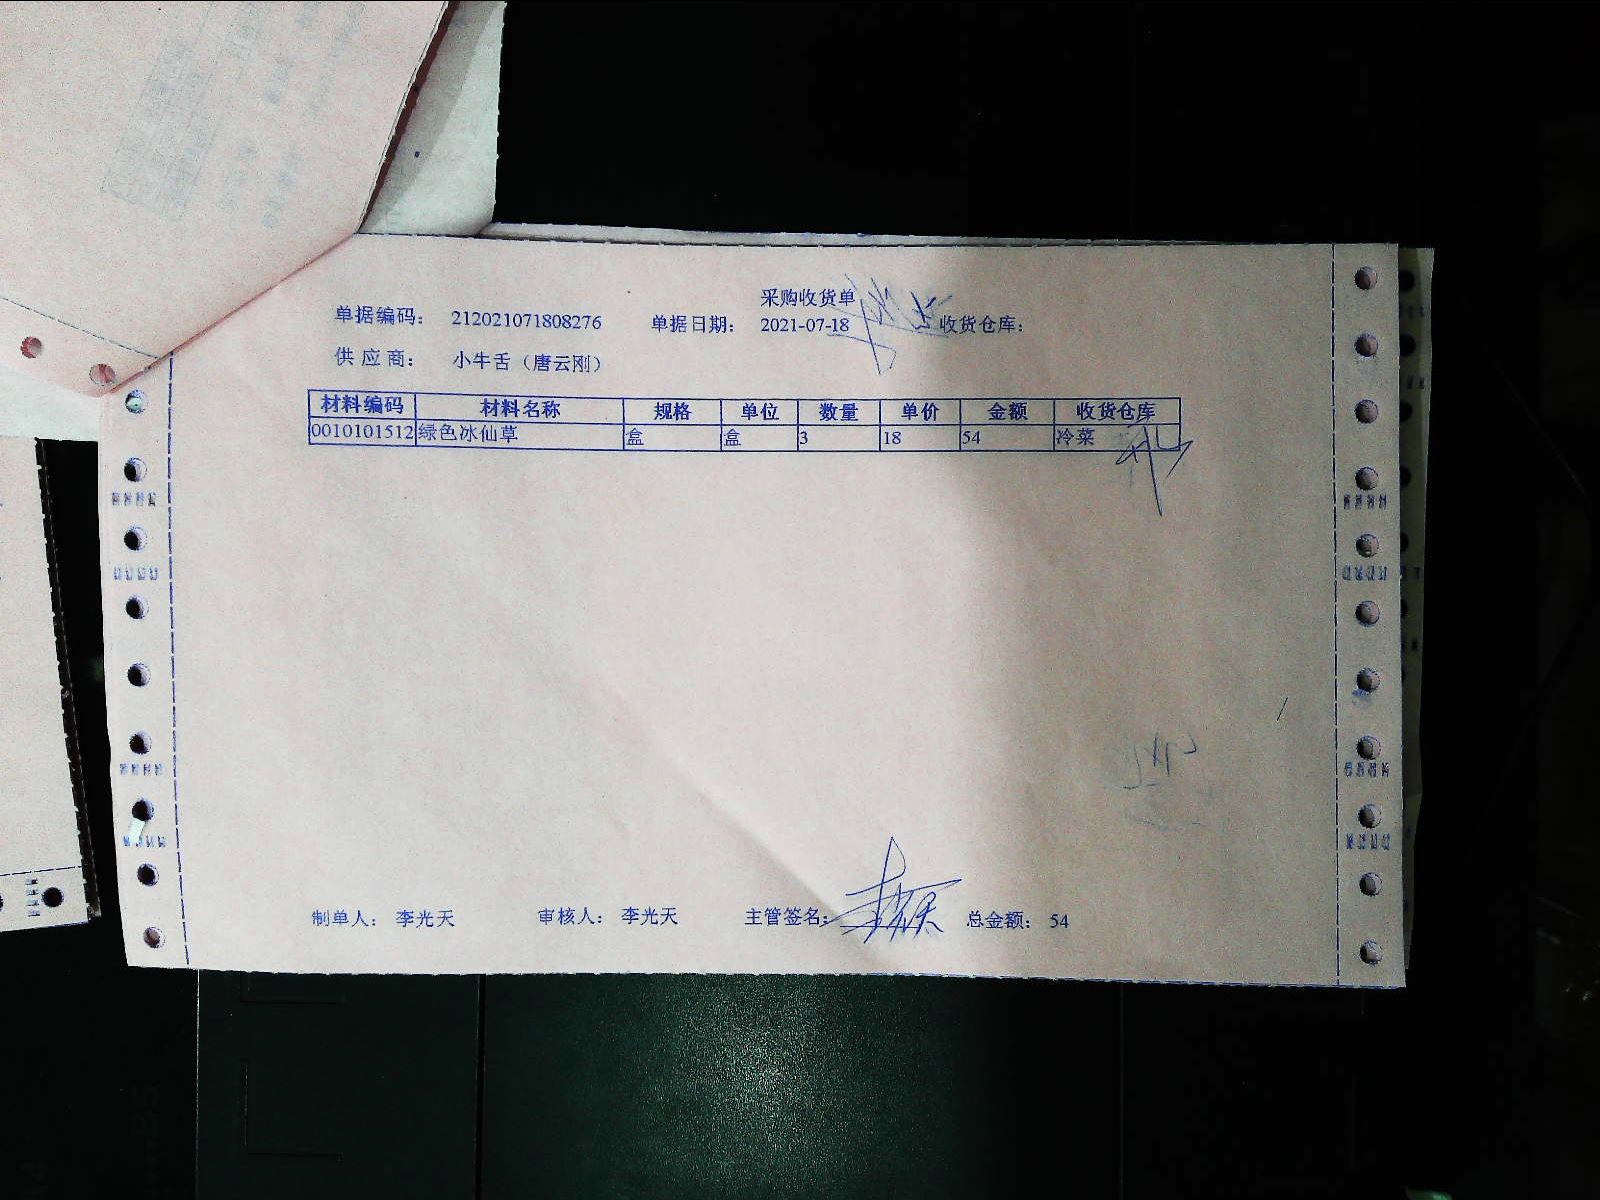 采购收货单
单据编码： 212021071808276 单据日期： 2021-07-18 收货仓库：
供应商： 小牛舌（唐云刚）
材料编码 材料名称 规格 单位 数量 单价 金额 收货仓库
0010101512 绿色冰仙草 盒 盒 3 18 54 冷菜
制单人： 李光天 审核人： 李光天 主管签名： 总金额： 54